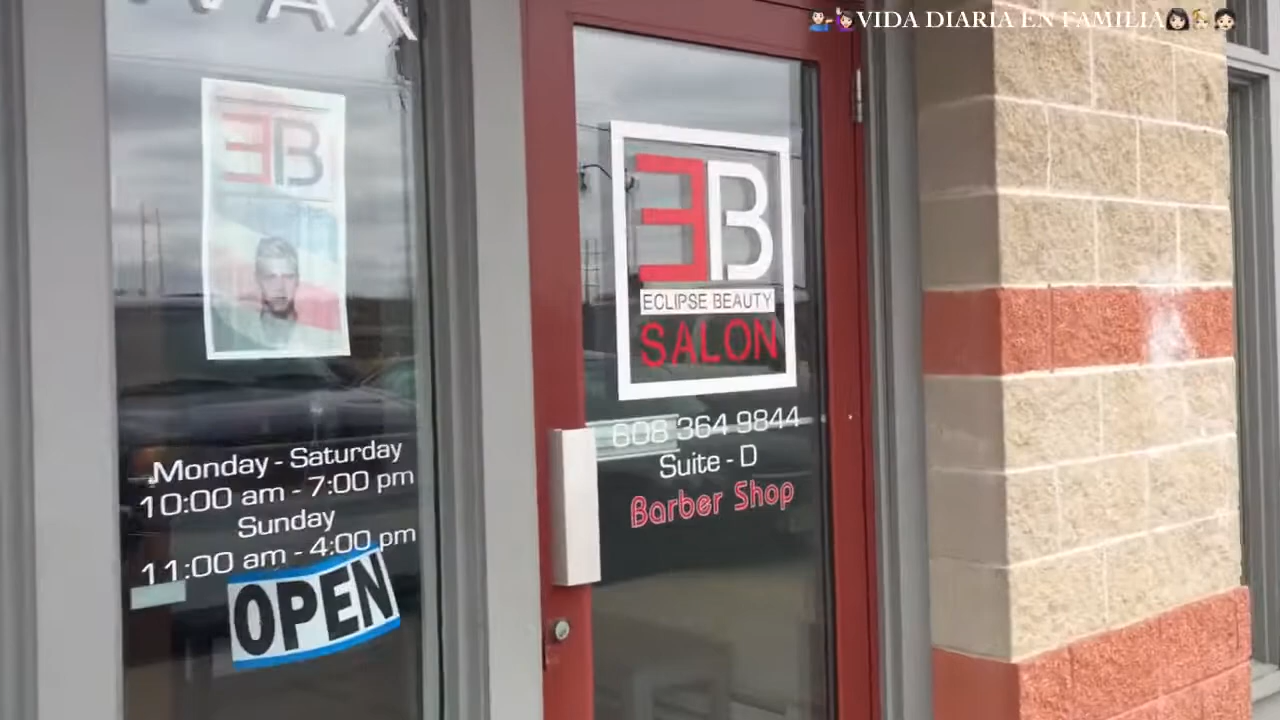 VIDA DIARIA EN FAMILIA
WAX
EB
EB
ECLIPSE BEAUTY
SALON
608 364 9844
Suite - D
Barber Shop
Monday - Saturday
10:00 am - 7:00 pm
Sunday
11:00 am - 4:00 pm
OPEN